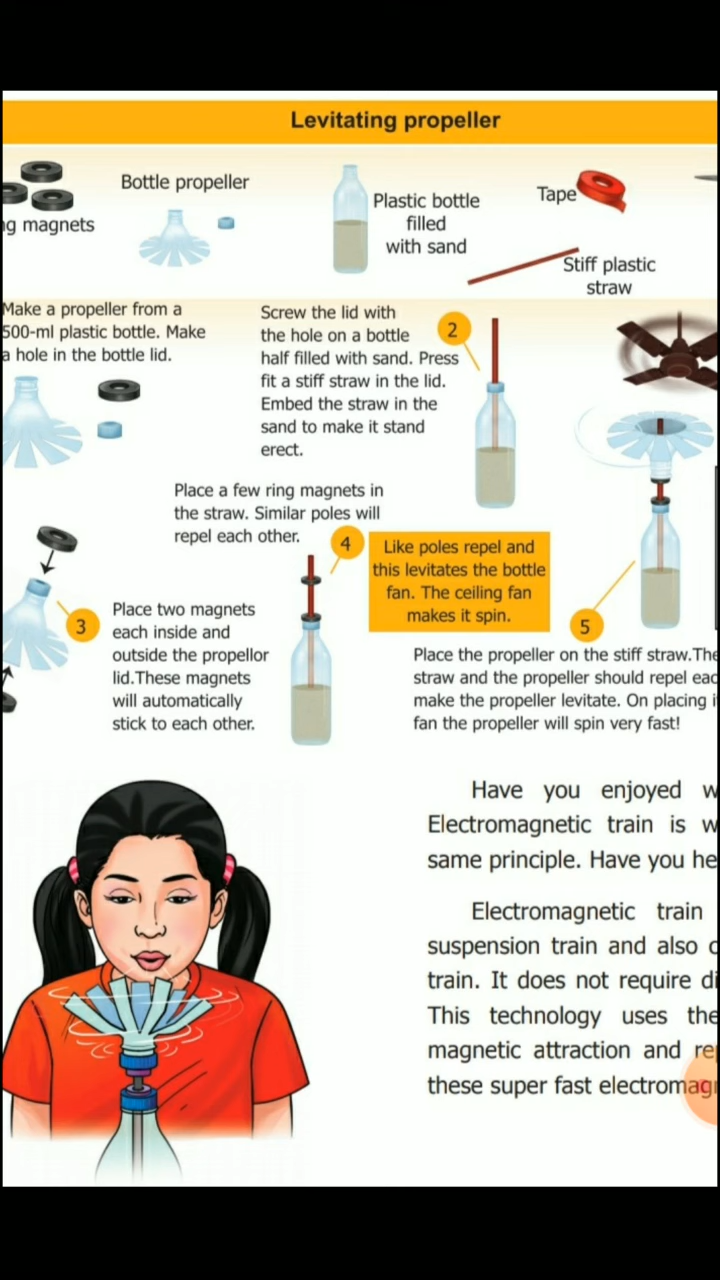 Levitating propeller
Bottle propeller
magnets
Plastic bottle
filled
with sand
Tape
Stiff plastic
straw
Make a propeller from a
500-ml plastic bottle. Make
a hole in the bottle lid.
Screw the lid with
the hole on a bottle
half filled with sand. Press
fit a stiff straw in the lid.
Embed the straw in the
sand to make it stand
erect.
2
Place a few ring magnets in
the straw. Similar poles will
repel each other.
4
Like poles repel and
this levitates the bottle
fan. The ceiling fan
makes it spin.
3
Place two magnets
each inside and
outside the propellor
lid.These magnets
will automatically
stick to each other.
5
Place the propeller on the stiff straw.The
straw and the propeller should repel
make the propeller levitate. On placing
fan the propeller will spin very fast!
Have you enjoyed
Electromagnetic train is
same principle. Have you
Electromagnetic train
suspension train and also
train. It does not require
This technology uses the
magnetic attraction and
these super fast